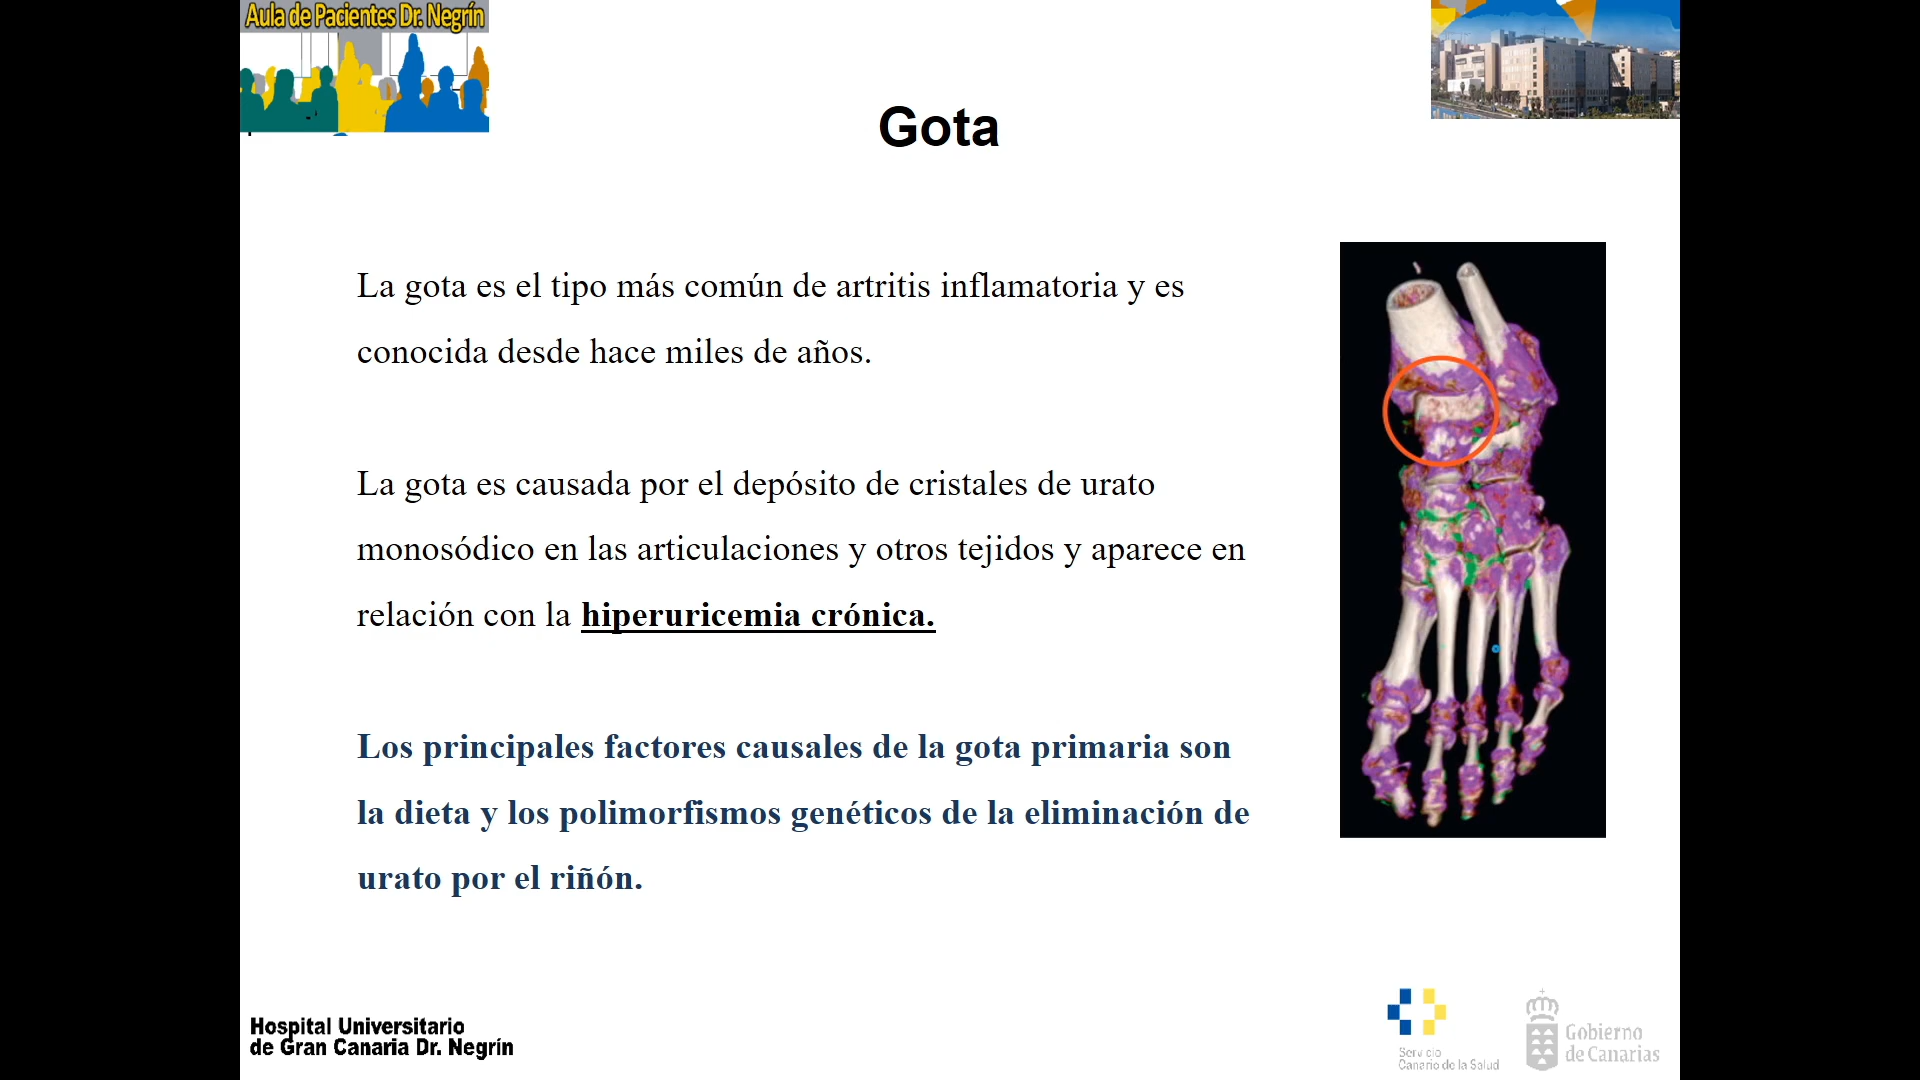 Aula de Pacientes Dr. Negrín
Gota
La gota es el tipo más común de artritis inflamatoria y es
conocida desde hace miles de años.
La gota es causada por el depósito de cristales de urato
monosódico en las articulaciones y otros tejidos y aparece en
relación con la hiperuricemia crónica.
Los principales factores causales de la gota primaria son
la dieta y los polimorfismos genéticos de la eliminación de
urato por el riñón.
Hospital Universitario
de Gran Canaria Dr. Negrín
Servicio
Canario de la Salud
Gobierno
de Canarias